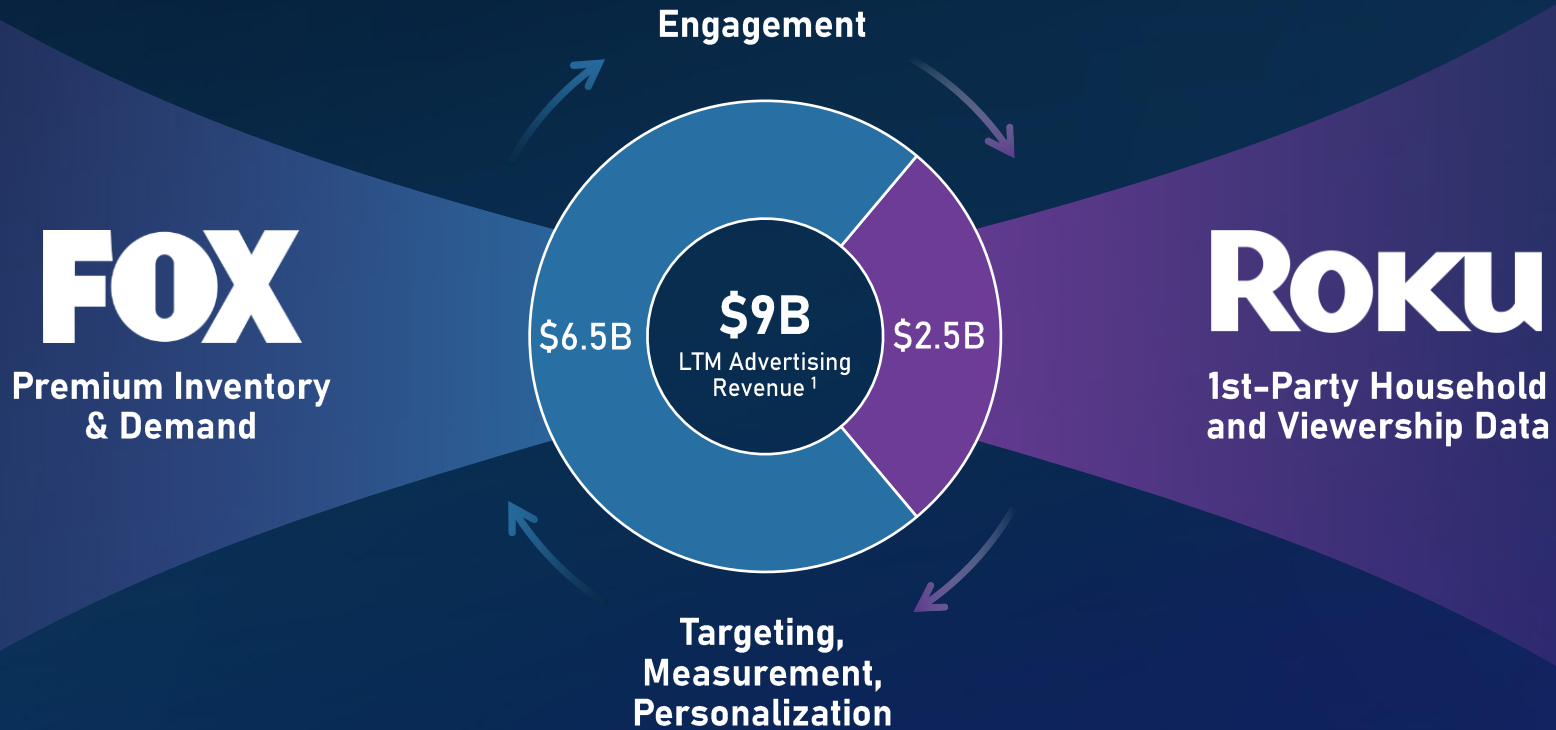 Engagement
FOX
Premium Inventory
& Demand
$6.5B
$9B
LTM Advertising
Revenue ¹
$2.5B
ROKU
1st-Party Household
and Viewership Data
Targeting,
Measurement,
Personalization